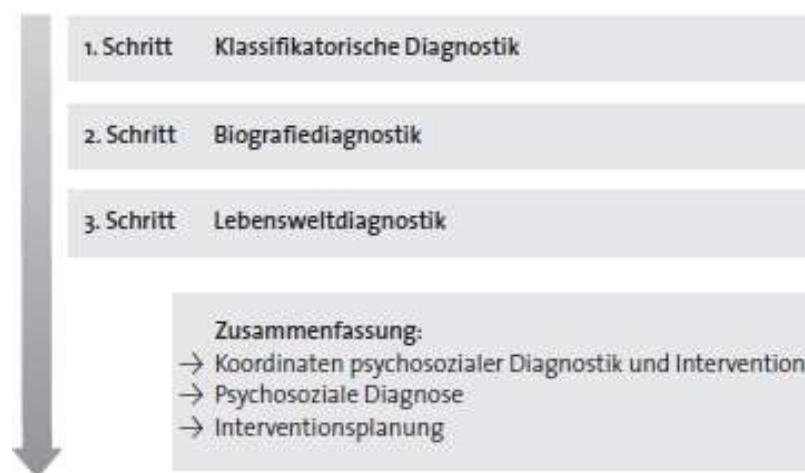 1. Schritt Klassifikatorische Diagnostik
2. Schritt Biografiediagnostik
3. Schritt Lebensweltdiagnostik
Zusammenfassung:
→ Koordinaten psychosozialer Diagnostik und Intervention
→ Psychosoziale Diagnose
→ Interventionsplanung